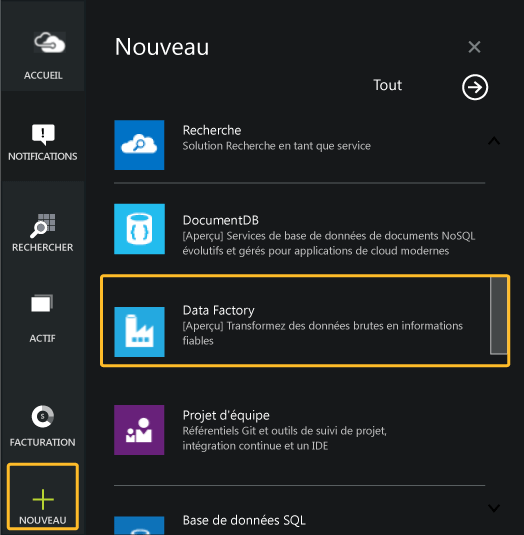 Nouveau
Tout
ACCUEIL
NOTIFICATIONS
RECHERCHER
ACTIF
FACTURATION
NOUVEAU
Recherche
Solution Recherche en tant que service
DocumentDB
[Aperçu] Services de base de données de documents NoSQL
évolutifs et gérés pour applications de cloud modernes
Data Factory
[Aperçu] Transformez des données brutes en informations
fiables
Projet d'équipe
Référentiels Git et outils de suivi de projet,
intégration continue et un IDE
Base de données SQL